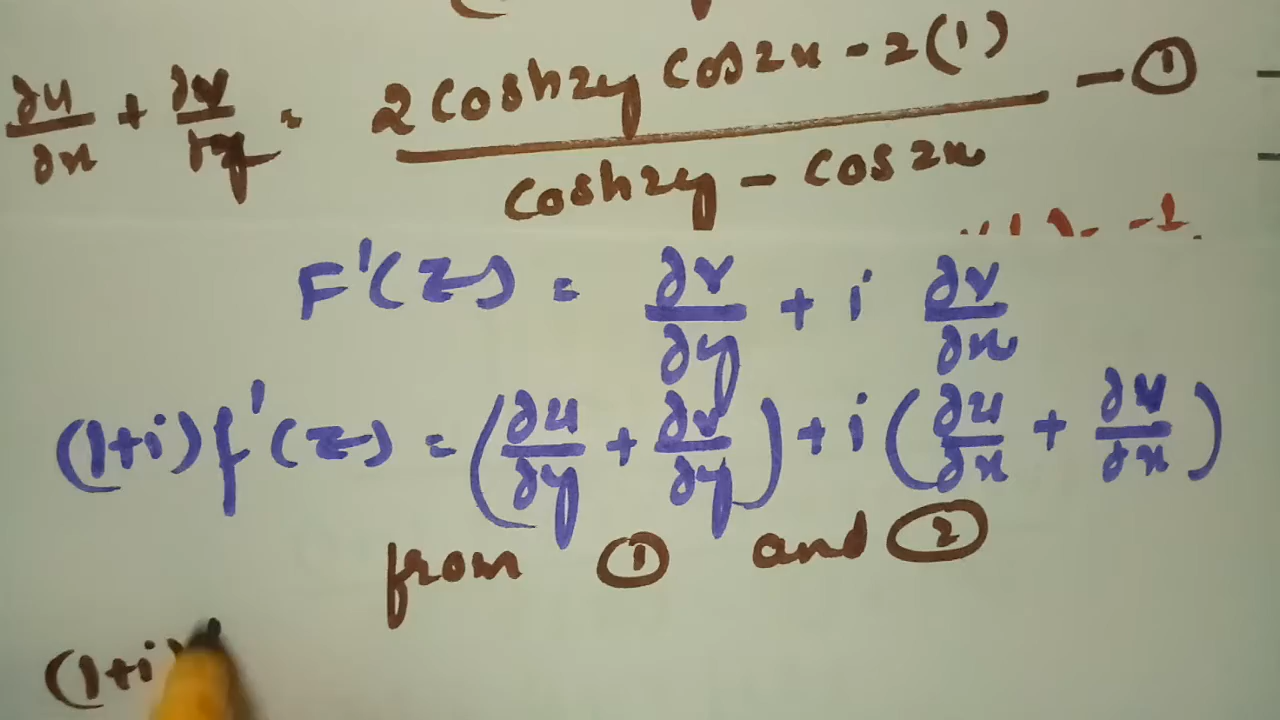 ∂u/∂x + ∂v/∂x = (2 cosh2y cos2x - 2(1)) / (cosh2y - cos2x) - ①
F'(z) = ∂v/∂y + i ∂v/∂x
(1+i)f'(z) = (∂u/∂y + ∂v/∂y) + i (∂u/∂x + ∂v/∂x)
from ① and ②
(1+i)